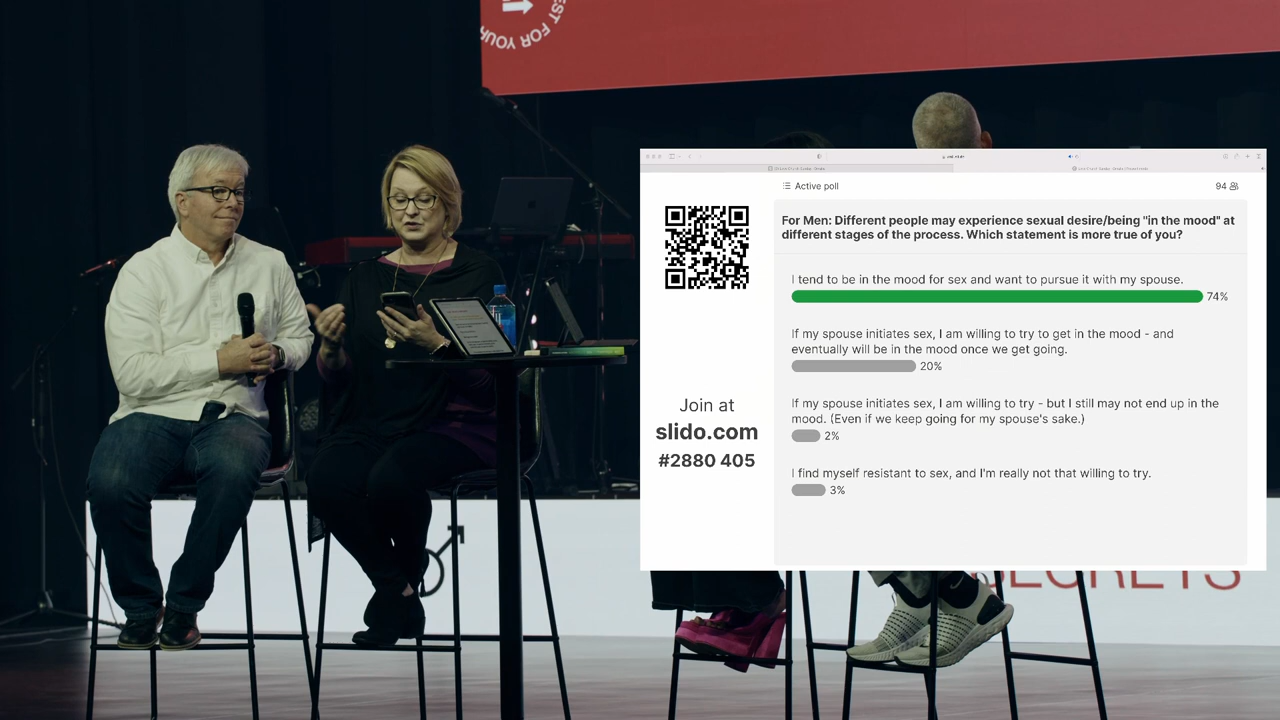 EST FOR YOUR
Active poll
94
For Men: Different people may experience sexual desire/being "in the mood" at
different stages of the process. Which statement is more true of you?
I tend to be in the mood for sex and want to pursue it with my spouse.
74%
If my spouse initiates sex, I am willing to try to get in the mood - and
eventually will be in the mood once we get going.
20%
If my spouse initiates sex, I am willing to try - but I still may not end up in the
mood. (Even if we keep going for my spouse's sake.)
2%
I find myself resistant to sex, and I'm really not that willing to try.
3%
Join at
slido.com
#2880 405
SECRETS